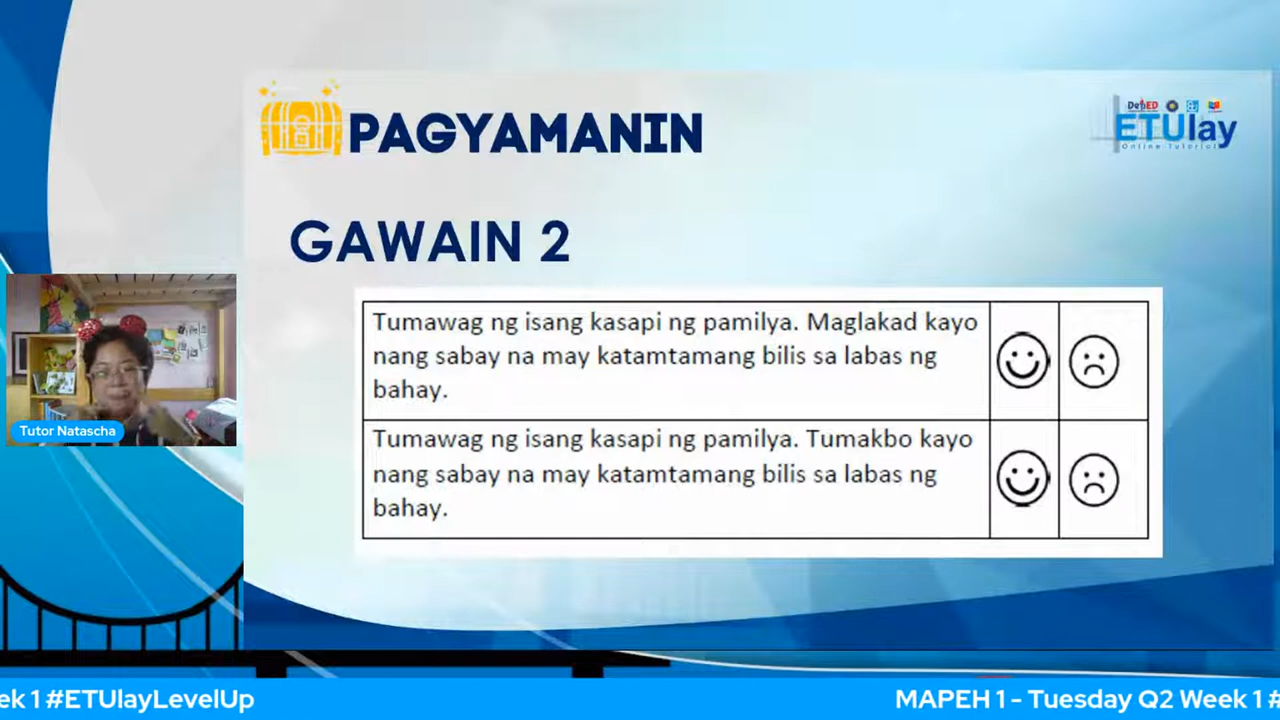 PAGYAMANIN
DepED
ETUlay
Online Tutorial
GAWAIN 2
Tumawag ng isang kasapi ng pamilya. Maglakad kayo
nang sabay na may katamtamang bilis sa labas ng
bahay.
Tumawag ng isang kasapi ng pamilya. Tumakbo kayo
nang sabay na may katamtamang bilis sa labas ng
bahay.
Tutor Natascha
ek 1 #ETUlayLevelUp
MAPEH 1 - Tuesday Q2 Week 1 #